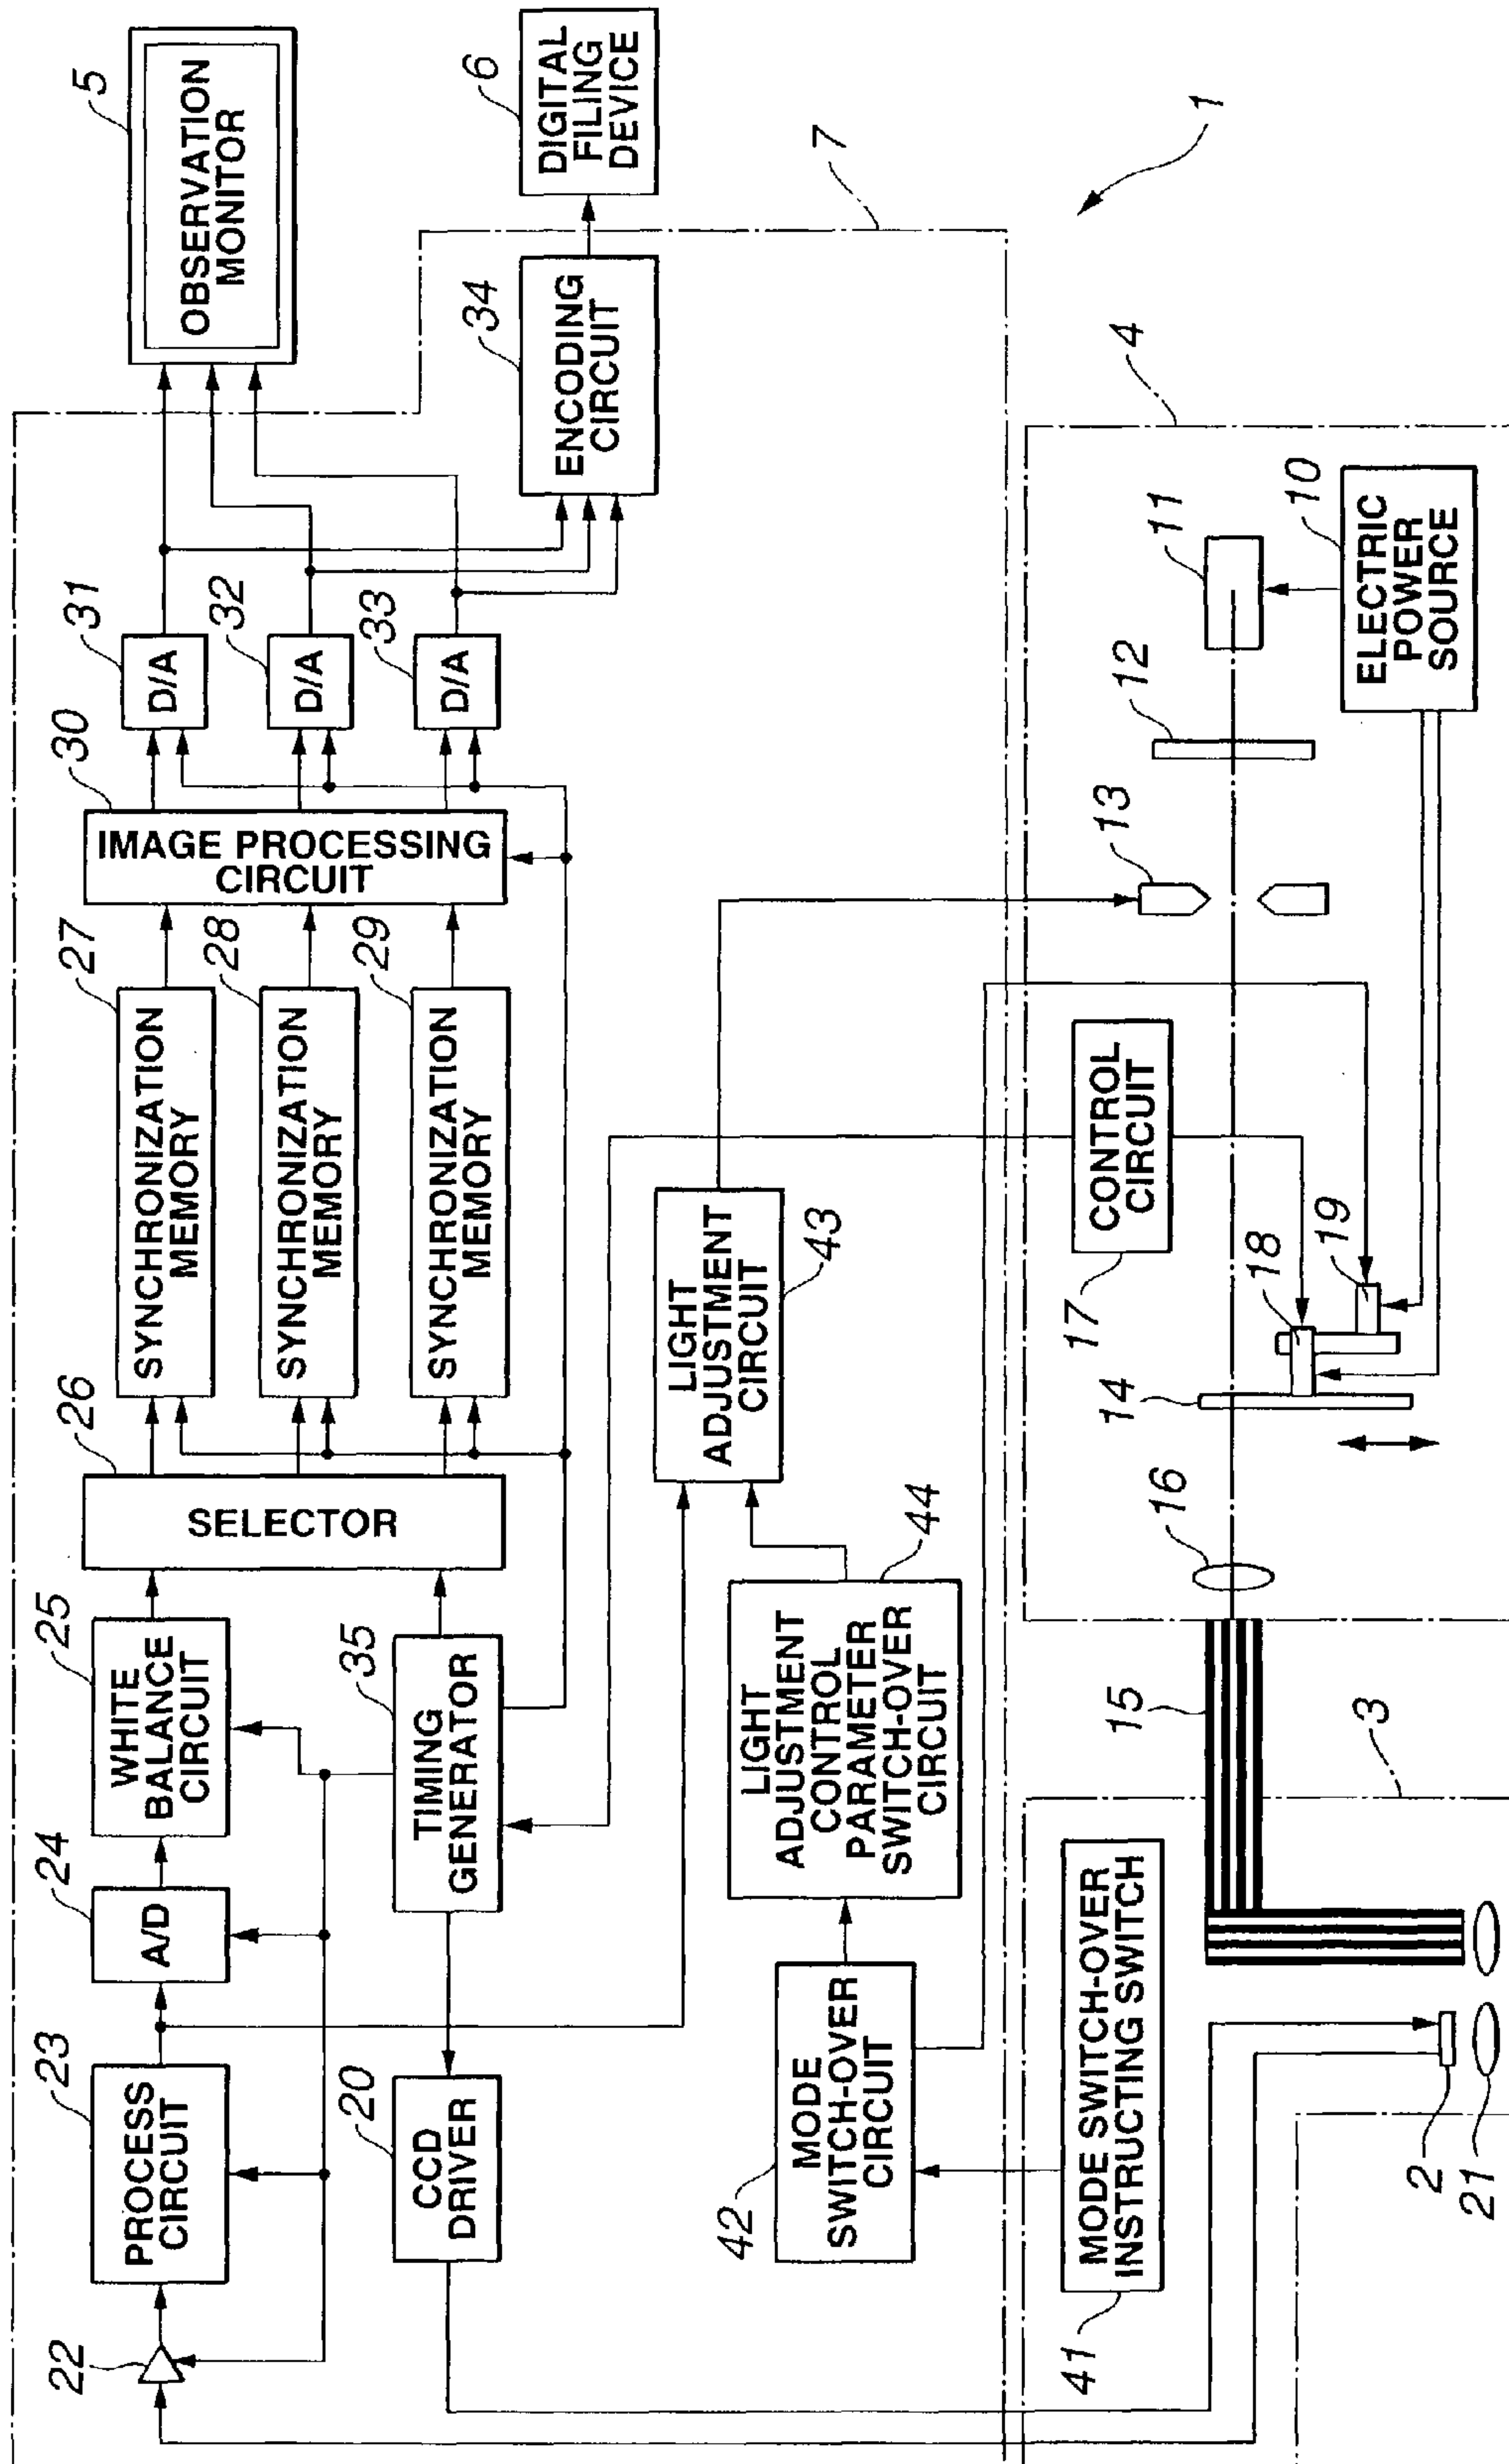 5
OBSERVATION
MONITOR
6
DIGITAL
FILING
DEVICE
7
1
34
ENCODING
CIRCUIT
31
D/A
32
D/A
33
D/A
30
IMAGE PROCESSING
CIRCUIT
27
SYNCHRONIZATION
MEMORY
28
SYNCHRONIZATION
MEMORY
29
SYNCHRONIZATION
MEMORY
26
SELECTOR
25
WHITE
BALANCE
CIRCUIT
24
A/D
23
PROCESS
CIRCUIT
22
35
TIMING
GENERATOR
20
CCD
DRIVER
43
LIGHT
ADJUSTMENT
CIRCUIT
44
LIGHT
ADJUSTMENT
CONTROL
PARAMETER
SWITCH-OVER
CIRCUIT
42
MODE
SWITCH-OVER
CIRCUIT
41
MODE SWITCH-OVER
INSTRUCTING SWITCH
4
10
ELECTRIC
POWER
SOURCE
11
12
13
17
CONTROL
CIRCUIT
18
19
14
16
15
3
2
21